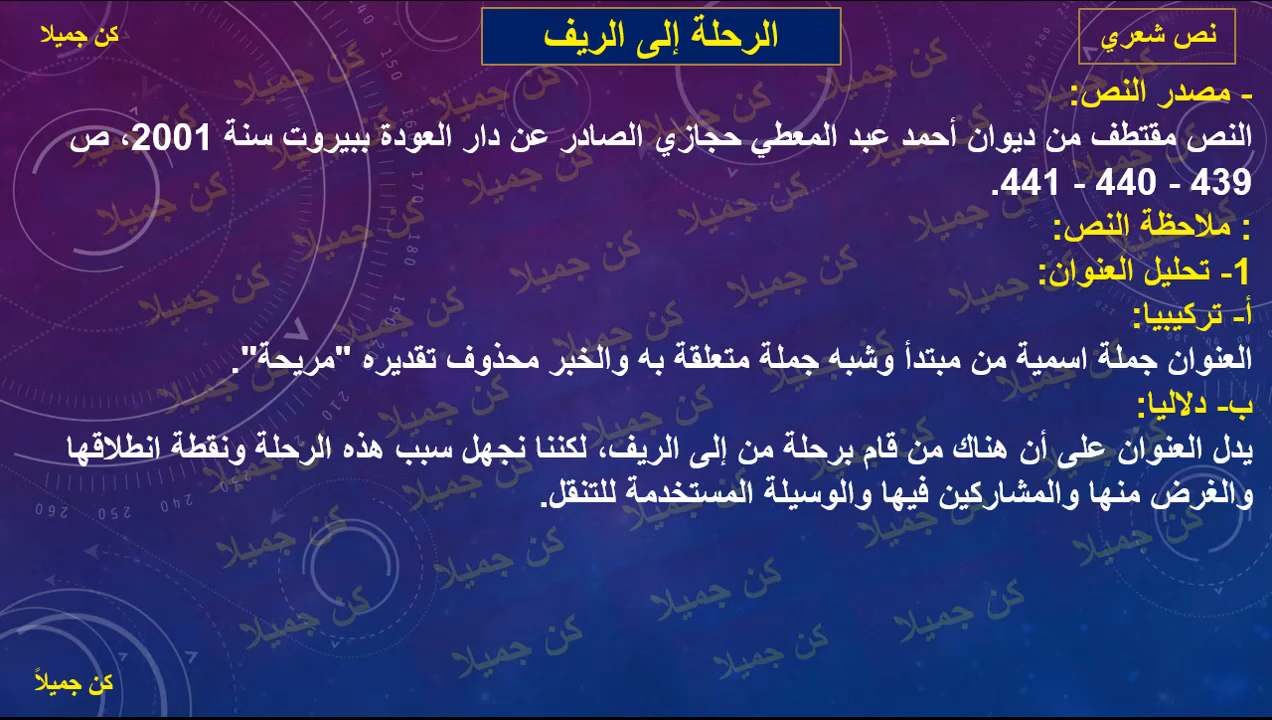 نص شعري
الرحلة إلى الريف
كن جميلا
- مصدر النص:
النص مقتطف من ديوان أحمد عبد المعطي حجازي الصادر عن دار العودة ببيروت سنة 2001، ص
439 - 440 - 441.
: ملاحظة النص:
1- تحليل العنوان:
أ- تركيبيا:
العنوان جملة اسمية من مبتدأ وشبه جملة متعلقة به والخبر محذوف تقديره "مريحة".
ب- دلاليا:
يدل العنوان على أن هناك من قام برحلة من إلى الريف، لكننا نجهل سبب هذه الرحلة ونقطة انطلاقها
والغرض منها والمشاركين فيها والوسيلة المستخدمة للتنقل.
كن جميلاً